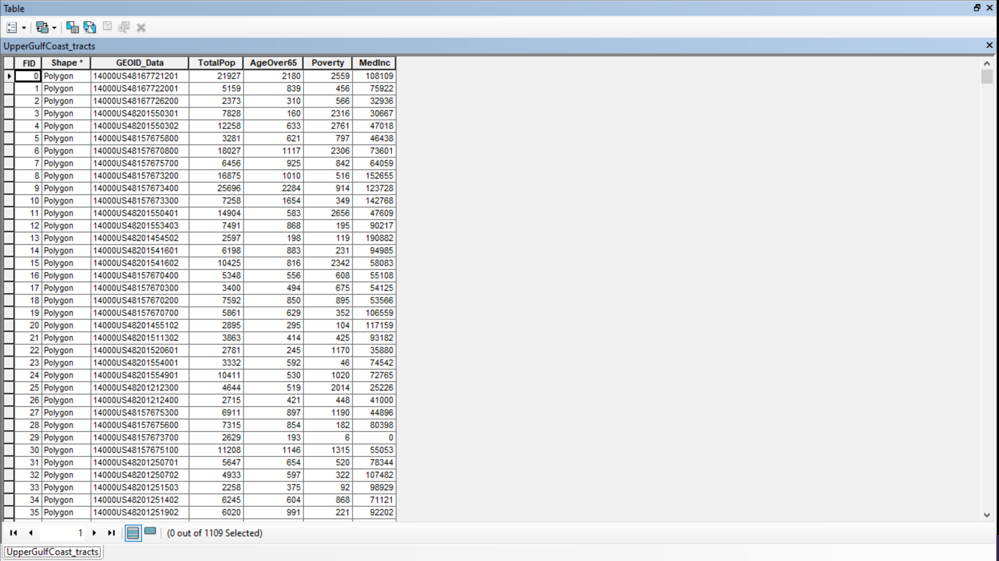 Table
UpperGulfCoast_tracts
FID Shape * GEOID_Data TotalPop AgeOver65 Poverty MedInc
0 Polygon 14000US48167721201 21927 2180 2559 108109
1 Polygon 14000US48167722001 5159 839 456 75922
2 Polygon 14000US48167726200 2373 310 566 32936
3 Polygon 14000US48201550301 7828 160 2316 30667
4 Polygon 14000US48201550302 12258 633 2761 47018
5 Polygon 14000US48157675800 3281 621 797 46438
6 Polygon 14000US48157670800 18027 1117 2306 73601
7 Polygon 14000US48157675700 6456 925 842 64059
8 Polygon 14000US48157673200 16875 1010 516 152655
9 Polygon 14000US48157673400 25696 2284 914 123728
10 Polygon 14000US48157673300 7258 1654 349 142768
11 Polygon 14000US48201550401 14904 583 2656 47609
12 Polygon 14000US48201553403 7491 868 195 90217
13 Polygon 14000US48201454502 2597 198 119 190882
14 Polygon 14000US48201541601 6198 883 231 94985
15 Polygon 14000US48201541602 10425 816 2342 58083
16 Polygon 14000US48157670400 5348 556 608 55108
17 Polygon 14000US48157670300 3400 494 675 54125
18 Polygon 14000US48157670200 7592 850 895 53566
19 Polygon 14000US48157670700 5861 629 352 106559
20 Polygon 14000US48201455102 2895 295 104 117159
21 Polygon 14000US48201511302 3863 414 425 93182
22 Polygon 14000US48201520601 2781 245 1170 35880
23 Polygon 14000US48201554001 3332 592 46 74542
24 Polygon 14000US48201554901 10411 530 1020 72765
25 Polygon 14000US48201212300 4644 519 2014 25226
26 Polygon 14000US48201212400 2715 421 448 41000
27 Polygon 14000US48157675300 6911 897 1190 44896
28 Polygon 14000US48157675600 7315 854 182 80398
29 Polygon 14000US48157673700 2629 193 6 0
30 Polygon 14000US48157675100 11208 1146 1315 55053
31 Polygon 14000US48201250701 5647 654 520 78344
32 Polygon 14000US48201250702 4933 597 322 107482
33 Polygon 14000US48201251503 2258 375 92 98929
34 Polygon 14000US48201251402 6245 604 868 71121
35 Polygon 14000US48201251902 6020 991 221 92202
1 (0 out of 1109 Selected)
UpperGulfCoast_tracts